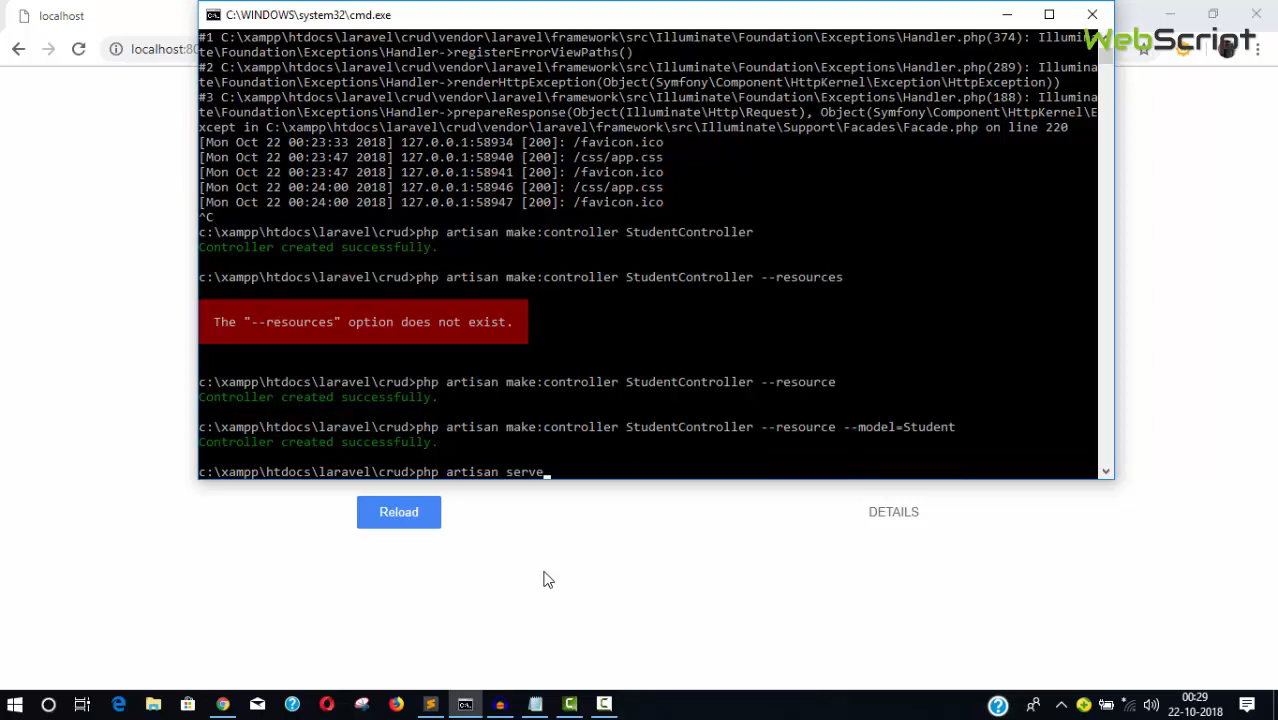 localhost
C:\WINDOWS\system32\cmd.exe
localhost:80
WebScript
#1 C:\xampp\htdocs\laravel\crud\vendor\laravel\framework\src\Illuminate\Foundation\Exceptions\Handler.php(374): Illumina
te\Foundation\Exceptions\Handler->registerErrorViewPaths()
#2 C:\xampp\htdocs\laravel\crud\vendor\laravel\framework\src\Illuminate\Foundation\Exceptions\Handler.php(289): Illumina
te\Foundation\Exceptions\Handler->renderHttpException(Object(Symfony\Component\HttpKernel\Exception\HttpException))
#3 C:\xampp\htdocs\laravel\crud\vendor\laravel\framework\src\Illuminate\Foundation\Exceptions\Handler.php(188): Illumina
te\Foundation\Exceptions\Handler->prepareResponse(Object(Illuminate\Http\Request), Object(Symfony\Component\HttpKernel\E
xcept in C:\xampp\htdocs\laravel\crud\vendor\laravel\framework\src\Illuminate\Support\Facades\Facade.php on line 220
[Mon Oct 22 00:23:33 2018] 127.0.0.1:58934 [200]: /favicon.ico
[Mon Oct 22 00:23:47 2018] 127.0.0.1:58940 [200]: /css/app.css
[Mon Oct 22 00:23:47 2018] 127.0.0.1:58941 [200]: /favicon.ico
[Mon Oct 22 00:24:00 2018] 127.0.0.1:58946 [200]: /css/app.css
[Mon Oct 22 00:24:00 2018] 127.0.0.1:58947 [200]: /favicon.ico
^C
c:\xampp\htdocs\laravel\crud>php artisan make:controller StudentController
Controller created successfully.
c:\xampp\htdocs\laravel\crud>php artisan make:controller StudentController --resources
The "--resources" option does not exist.
c:\xampp\htdocs\laravel\crud>php artisan make:controller StudentController --resource
Controller created successfully.
c:\xampp\htdocs\laravel\crud>php artisan make:controller StudentController --resource --model=Student
Controller created successfully.
c:\xampp\htdocs\laravel\crud>php artisan serve
Reload
DETAILS
00:29
22-10-2018